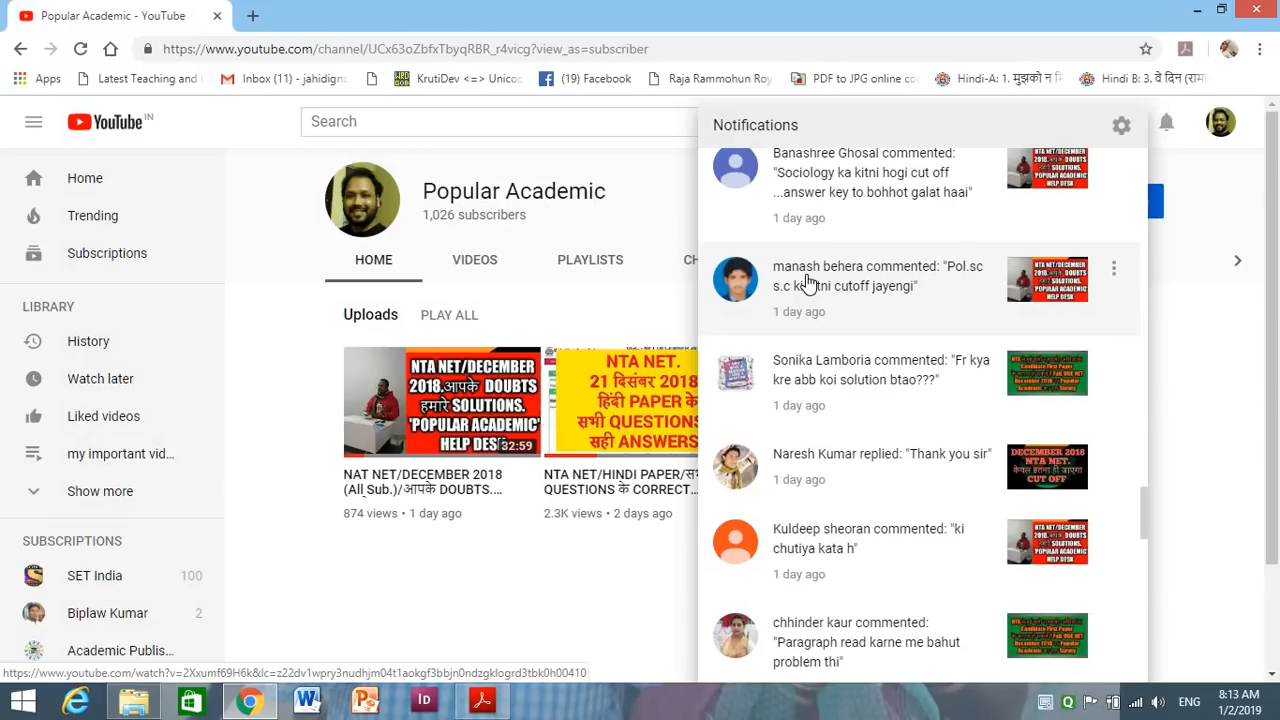 Popular Academic - YouTube
https://www.youtube.com/channel/UCx63oZbfxTbyqRBR_r4vicg?view_as=subscriber
Apps
Latest Teaching and
Inbox (11) - jahidigno
KrutiDev <=> Unico
(19) Facebook
Raja Rammohun Roy
PDF to JPG online co
Hindi-A: 1. मुझको न
Hindi B: 3. वे दिन (राम
YouTube IN
Search
Notifications
Home
Trending
Subscriptions
LIBRARY
History
Watch later
Liked videos
my important vid...
Show more
SUBSCRIPTIONS
SET India 100
Biplaw Kumar 2
Academic Publis...
Popular Academic
1,026 subscribers
HOME VIDEOS PLAYLISTS CH
Uploads PLAY ALL
NTA NET/DECEMBER
2018.आपके DOUBTS
हमारे SOLUTIONS.
'POPULAR ACADEMIC'
HELP DESK
32:59
NAT NET/DECEMBER 2018
(All Sub.)/आपके DOUBTS....
874 views • 1 day ago
NTA NET.
21 दिसंबर 2018
हिंदी PAPER के
सभी QUESTIONS
सही ANSWERS
NTA NET/HINDI PAPER/सभ
QUESTIONS के CORRECT...
2.3K views • 2 days ago
Banashree Ghosal commented:
"Sociology ka kitni hogi cut off
...answer key to bohhot galat haai"
1 day ago
manash behera commented: "Pol.sc
s.c tni cutoff jayengi"
1 day ago
Sonika Lamboria commented: "Fr kya
kre abb koi solution btao???"
1 day ago
Naresh Kumar replied: "Thank you sir"
1 day ago
DECEMBER 2018
NTA NET.
केवल इतना ही जाएगा
CUT OFF
Kuldeep sheoran commented: "ki
chutiya kata h"
1 day ago
chhinder kaur commented:
"Paragraph read karne me bahut
problem thi"
https://www.youtube.com/watch?v=2Xxumf69H6k&lc=z22dv1wpry3nudhjm04t1aokgf3bbjn0ndzgklogrd3tbk0h00410
ENG
8:13 AM
1/2/2019